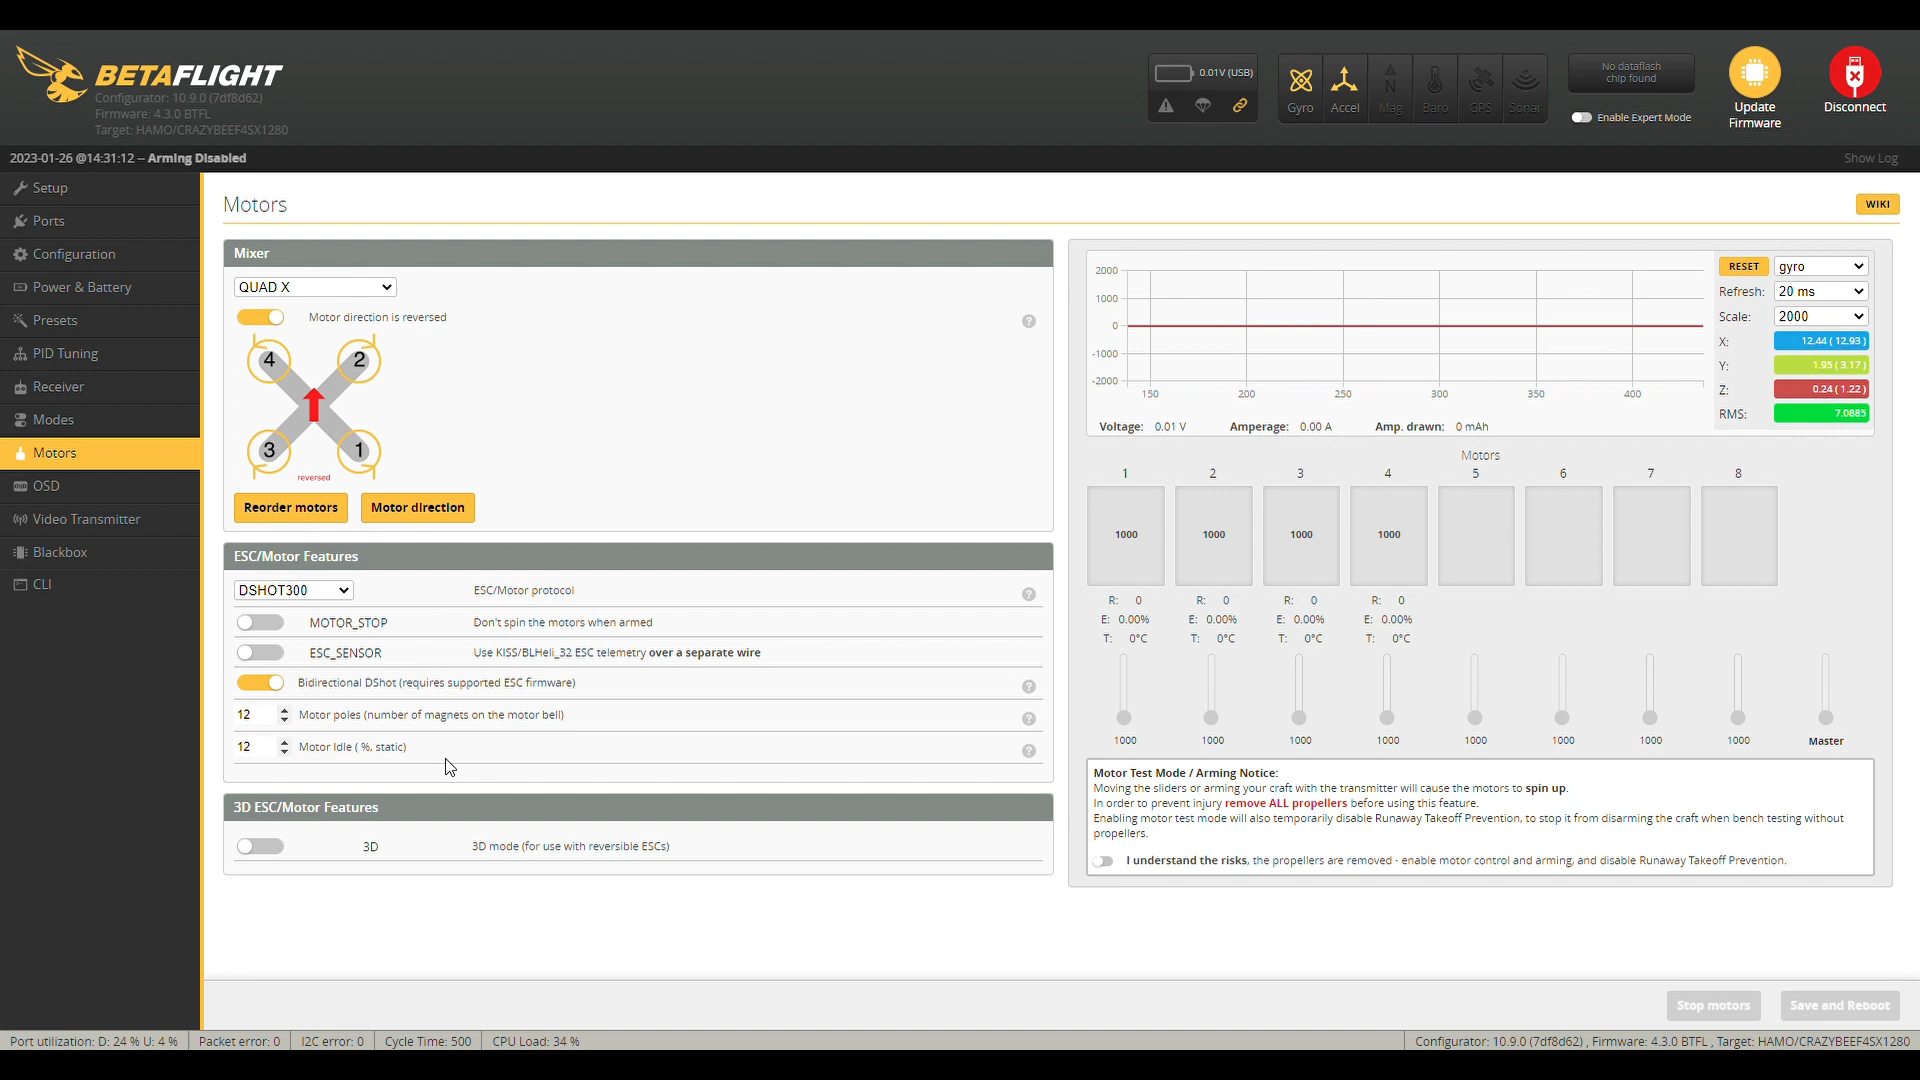 BETAFLIGHT
Configurator: 10.9.0 (7df8d62)
Firmware: 4.3.0 BTFL
Target: HAMO/CRAZYBEEF4SX1280
0.01V (USB)
Gyro
Accel
Mag
Baro
GPS
Sonar
No dataflash
chip found
Enable Expert Mode
Update
Firmware
Disconnect
2023-01-26 @14:31:12 -- Arming Disabled
Show Log
Setup
Ports
Configuration
Power & Battery
Presets
PID Tuning
Receiver
Modes
Motors
OSD
Video Transmitter
Blackbox
CLI
Motors
WIKI
Mixer
QUAD X
Motor direction is reversed
4
2
3
1
reversed
Reorder motors
Motor direction
ESC/Motor Features
DSHOT300
ESC/Motor protocol
MOTOR_STOP
Don't spin the motors when armed
ESC_SENSOR
Use KISS/BLHeli_32 ESC telemetry over a separate wire
Bidirectional DShot (requires supported ESC firmware)
12
Motor poles (number of magnets on the motor bell)
12
Motor Idle ( %, static)
3D ESC/Motor Features
3D
3D mode (for use with reversible ESCs)
2000
1000
0
-1000
-2000
150
200
250
300
350
400
RESET
gyro
Refresh:
20 ms
Scale:
2000
X:
12.44 ( 12.93 )
Y:
1.95 ( 3.17 )
Z:
0.24 ( 1.22 )
RMS:
7.0885
Voltage: 0.01 V
Amperage: 0.00 A
Amp. drawn: 0 mAh
Motors
1 2 3 4 5 6 7 8
1000 1000 1000 1000
R: 0 R: 0 R: 0 R: 0
E: 0.00% E: 0.00% E: 0.00% E: 0.00%
T: 0°C T: 0°C T: 0°C T: 0°C
1000 1000 1000 1000 1000 1000 1000 1000 Master
Motor Test Mode / Arming Notice:
Moving the sliders or arming your craft with the transmitter will cause the motors to spin up.
In order to prevent injury remove ALL propellers before using this feature.
Enabling motor test mode will also temporarily disable Runaway Takeoff Prevention, to stop it from disarming the craft when bench testing without
propellers.
I understand the risks, the propellers are removed - enable motor control and arming, and disable Runaway Takeoff Prevention.
Stop motors
Save and Reboot
Port utilization: D: 24 % U: 4 %
Packet error: 0
I2C error: 0
Cycle Time: 500
CPU Load: 34 %
Configurator: 10.9.0 (7df8d62) , Firmware: 4.3.0 BTFL , Target: HAMO/CRAZYBEEF4SX1280